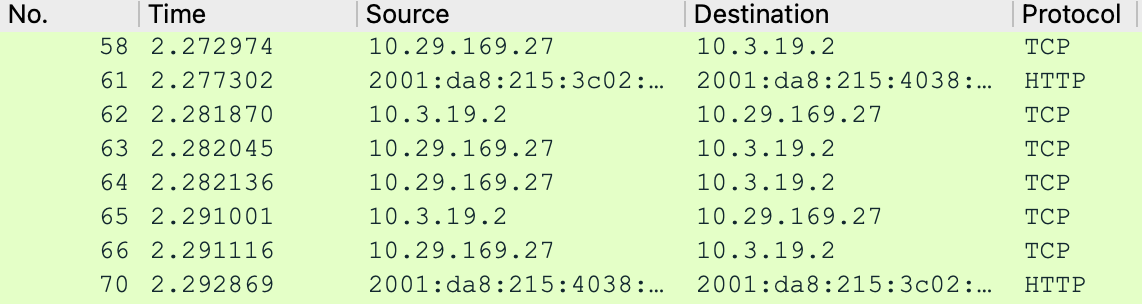 No. Time Source Destination Protocol
58 2.272974 10.29.169.27 10.3.19.2 TCP
61 2.277302 2001:da8:215:3c02:… 2001:da8:215:4038:… HTTP
62 2.281870 10.3.19.2 10.29.169.27 TCP
63 2.282045 10.29.169.27 10.3.19.2 TCP
64 2.282136 10.29.169.27 10.3.19.2 TCP
65 2.291001 10.3.19.2 10.29.169.27 TCP
66 2.291116 10.29.169.27 10.3.19.2 TCP
70 2.292869 2001:da8:215:4038:… 2001:da8:215:3c02:… HTTP